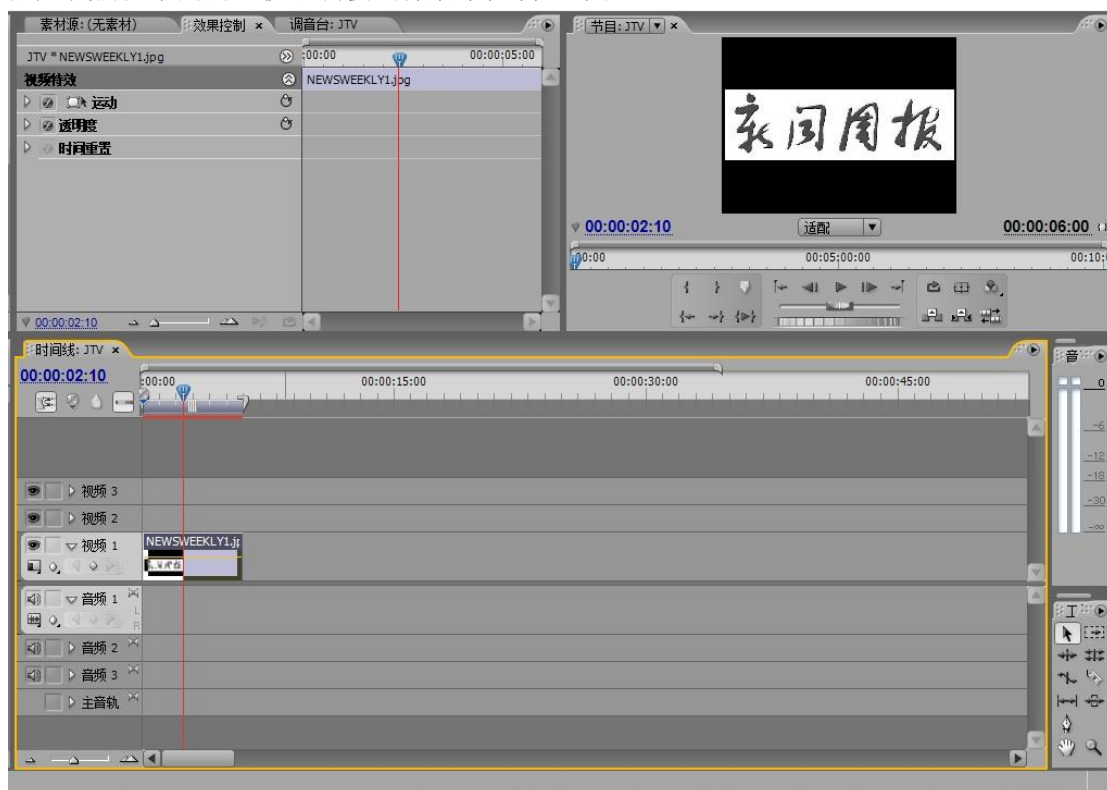 素材源:(无素材) 效果控制 × 调音台: JTV
JTV * NEWSWEEKLY1.jpg
:00:00 00:00:05:00
视频特效
NEWSWEEKLY1.jpg
运动
透明度
时间重置
00:00:02:10
节目: JTV ×
新闻周报
00:00:02:10 适配 00:00:06:00
00:00 00:05:00:00 00:10:
时间线: JTV ×
00:00:02:10
:00:00 00:00:15:00 00:00:30:00 00:00:45:00
视频 3
视频 2
视频 1
NEWSWEEKLY1.j
音频 1
L
R
音频 2
音频 3
主音轨
音
0
-6
-12
-18
-30
-∞
工